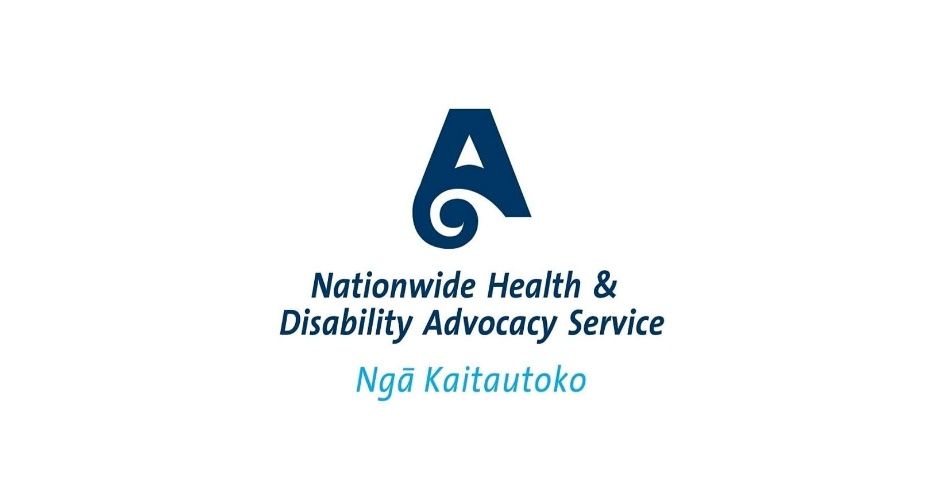 A
Nationwide Health &
Disability Advocacy Service
Ngā Kaitautoko